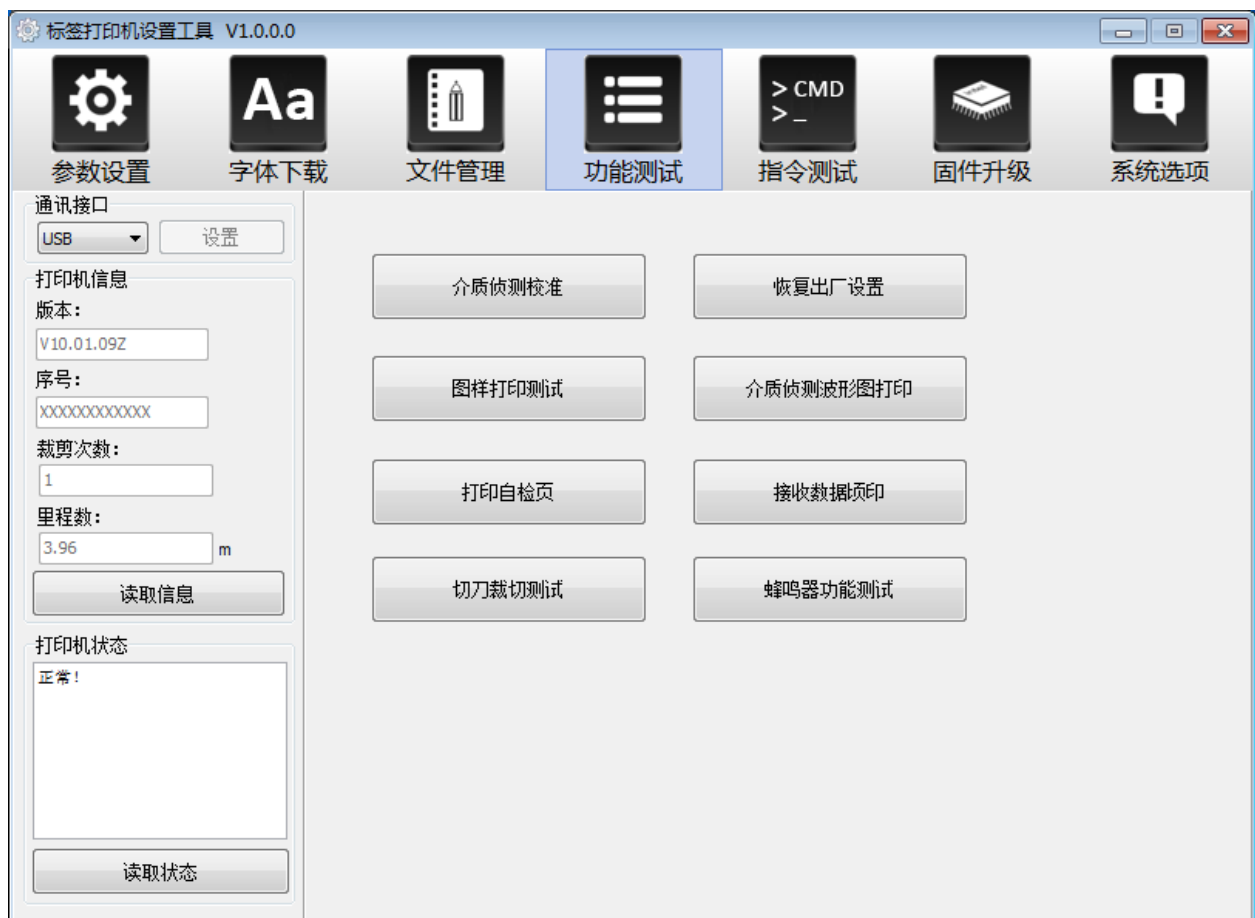 标签打印机设置工具 V1.0.0.0
Aa
> CMD
> _
参数设置 字体下载 文件管理 功能测试 指令测试 固件升级 系统选项
通讯接口
USB 设置
打印机信息
版本:
V10.01.09Z
序号:
XXXXXXXXXXXX
裁剪次数:
1
里程数:
3.96 m
读取信息
打印机状态
正常!
读取状态
介质侦测校准 恢复出厂设置
图样打印测试 介质侦测波形图打印
打印自检页 接收数据顷印
切刀裁切测试 蜂鸣器功能测试